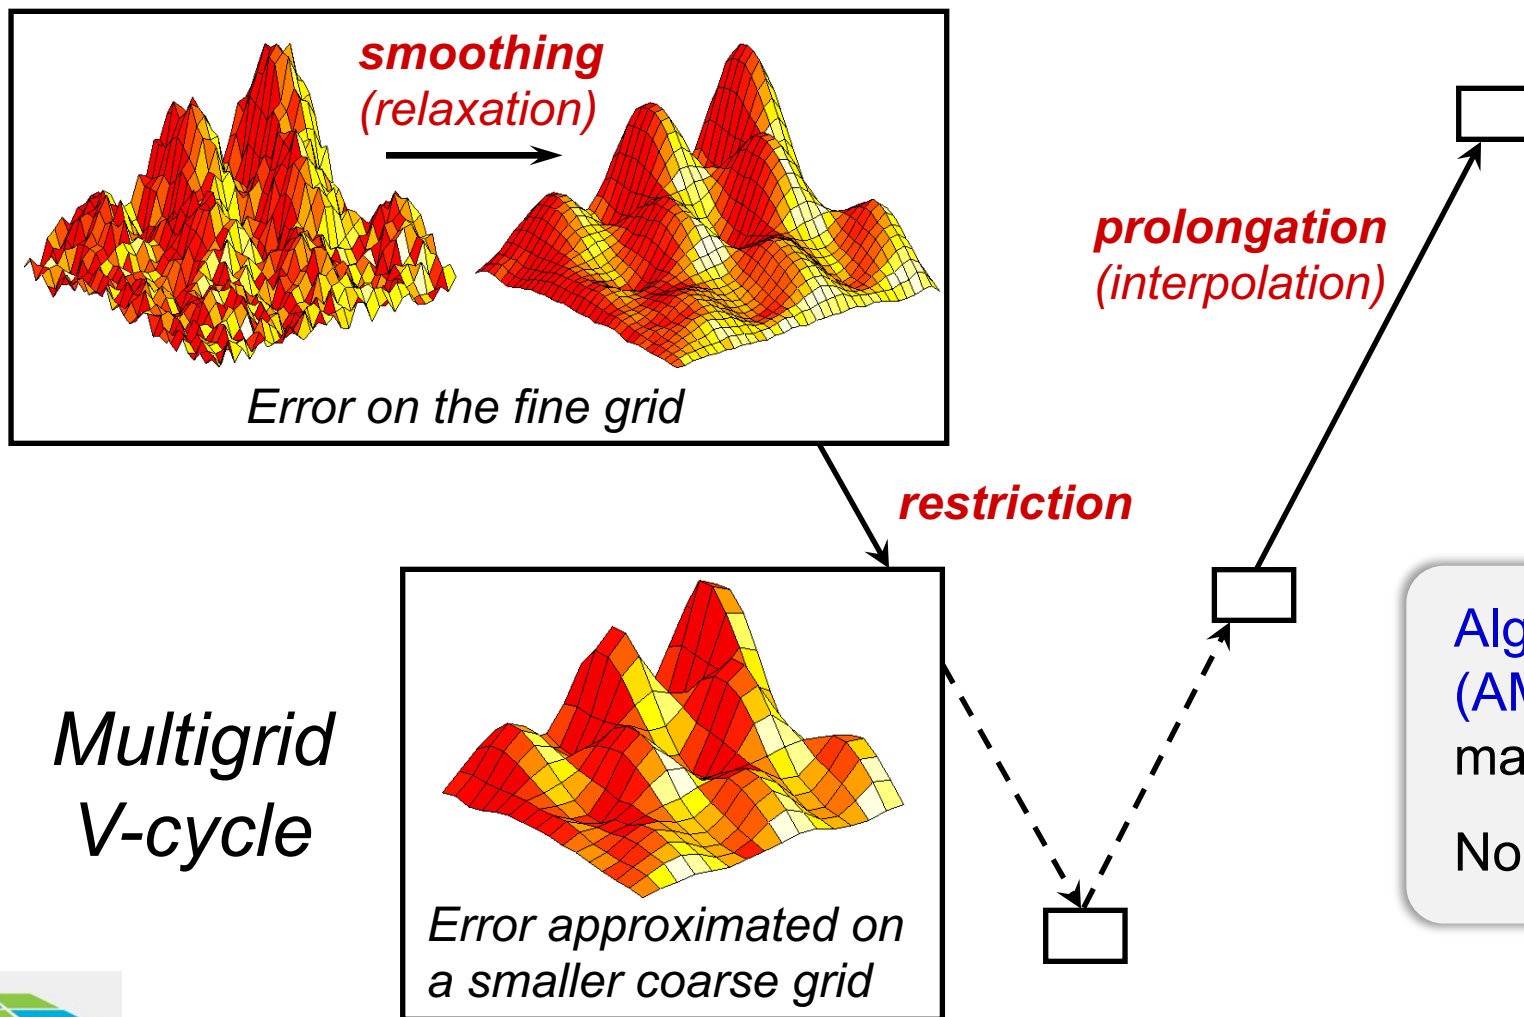 smoothing
(relaxation)
Error on the fine grid
prolongation
(interpolation)
restriction
Multigrid
V-cycle
Error approximated on
a smaller coarse grid